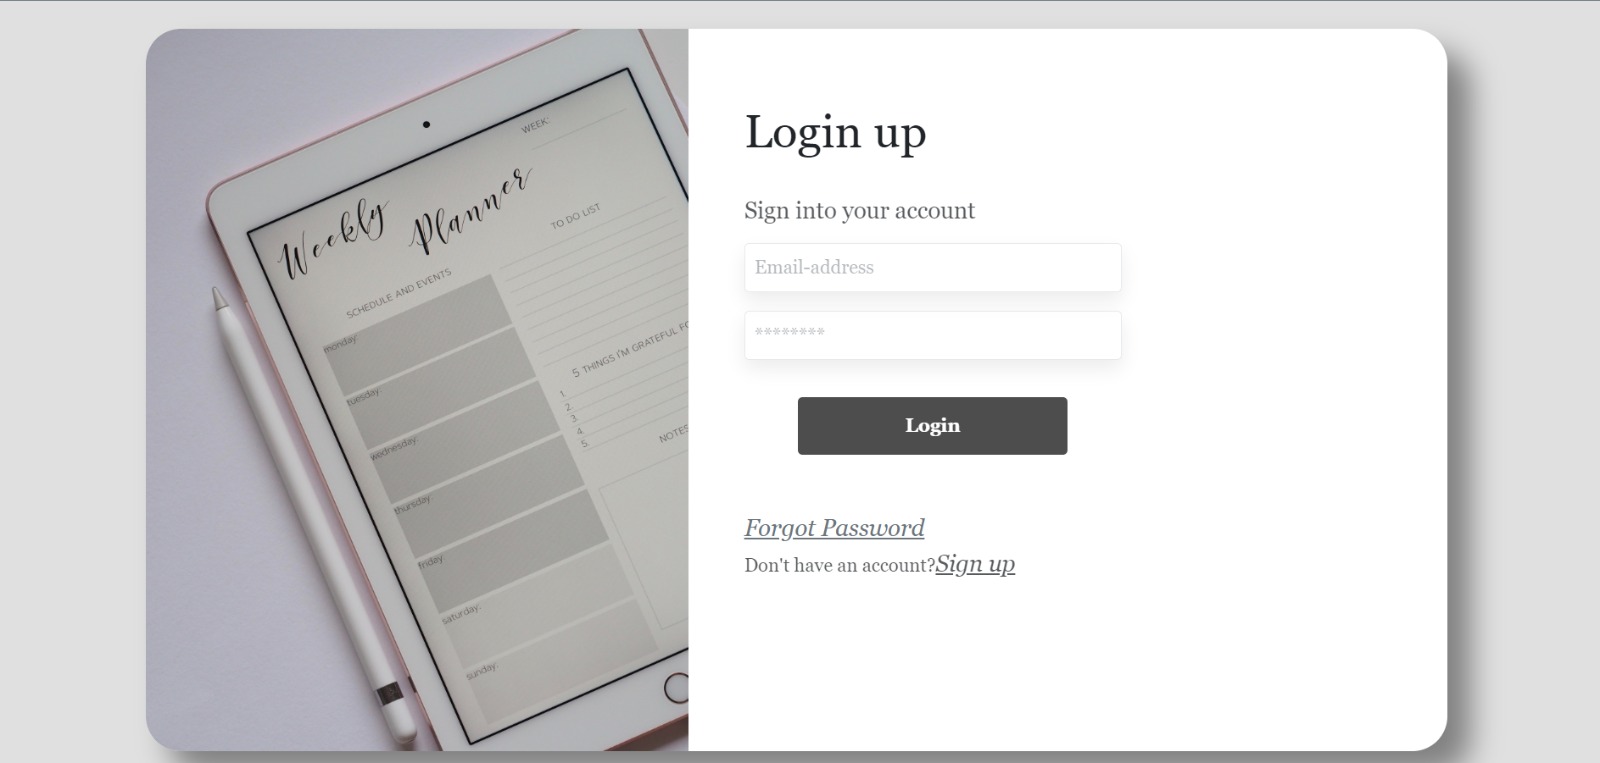 WEEK:
Weekly Planner
TO DO LIST
SCHEDULE AND EVENTS
monday.
tuesday.
wednesday.
thursday.
friday.
saturday.
sunday.
5 THINGS I'M GRATEFUL FO
1.
2.
3.
4.
5.
NOTES
Login up
Sign into your account
Email-address
********
Login
Forgot Password
Don't have an account?Sign up